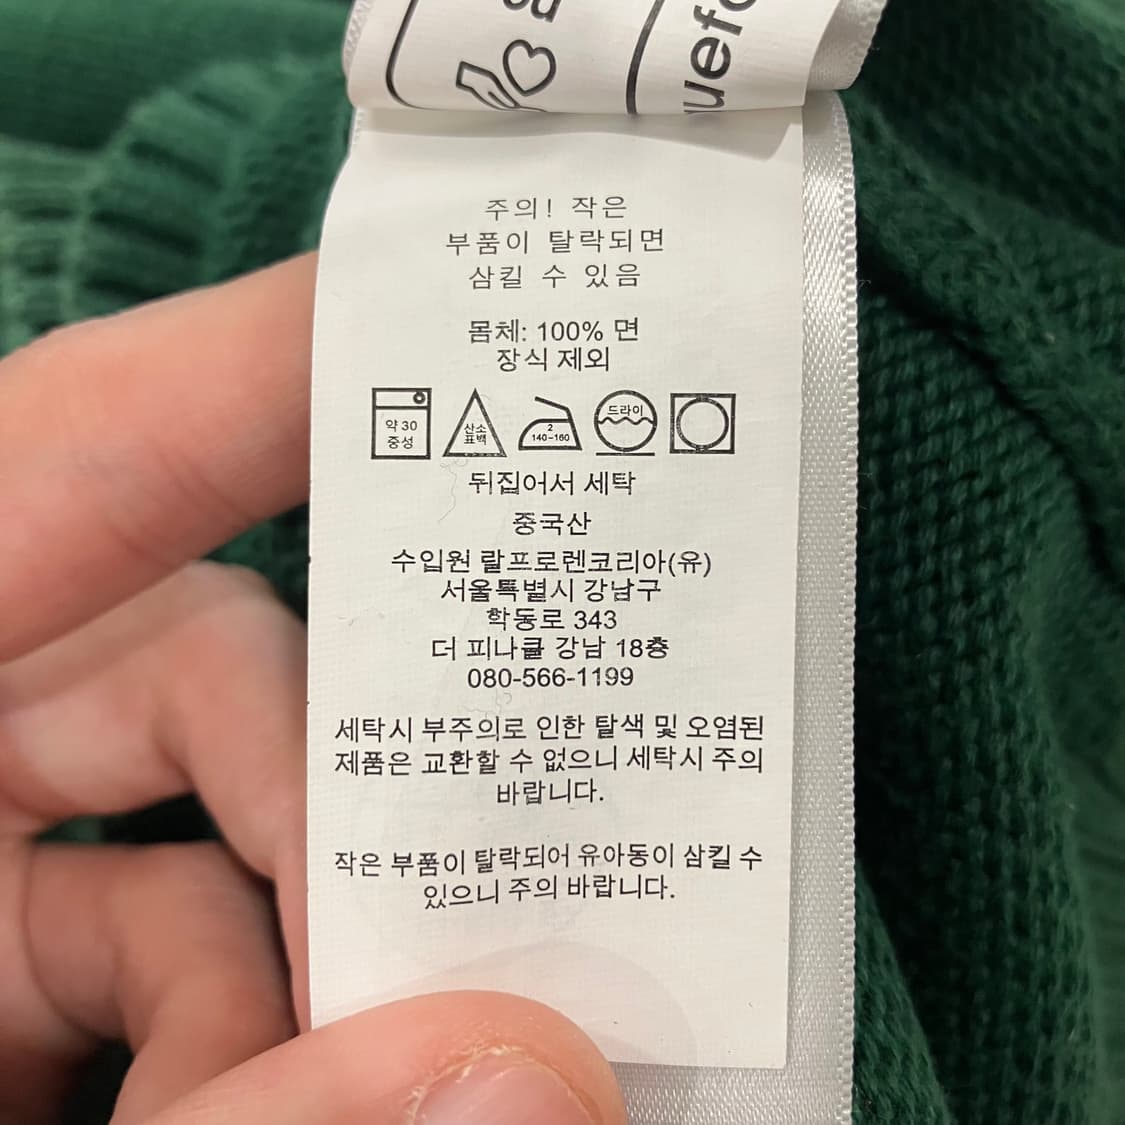 주의! 작은
부품이 탈락되면
삼킬 수 있음
몸체: 100% 면
장식 제외
약 30
중성
산소
표백
2
140-160
드라이
뒤집어서 세탁
중국산
수입원 랄프로렌코리아(유)
서울특별시 강남구
학동로 343
더 피나클 강남 18층
080-566-1199
세탁시 부주의로 인한 탈색 및 오염된
제품은 교환할 수 없으니 세탁시 주의
바랍니다.
작은 부품이 탈락되어 유아동이 삼킬 수
있으니 주의 바랍니다.